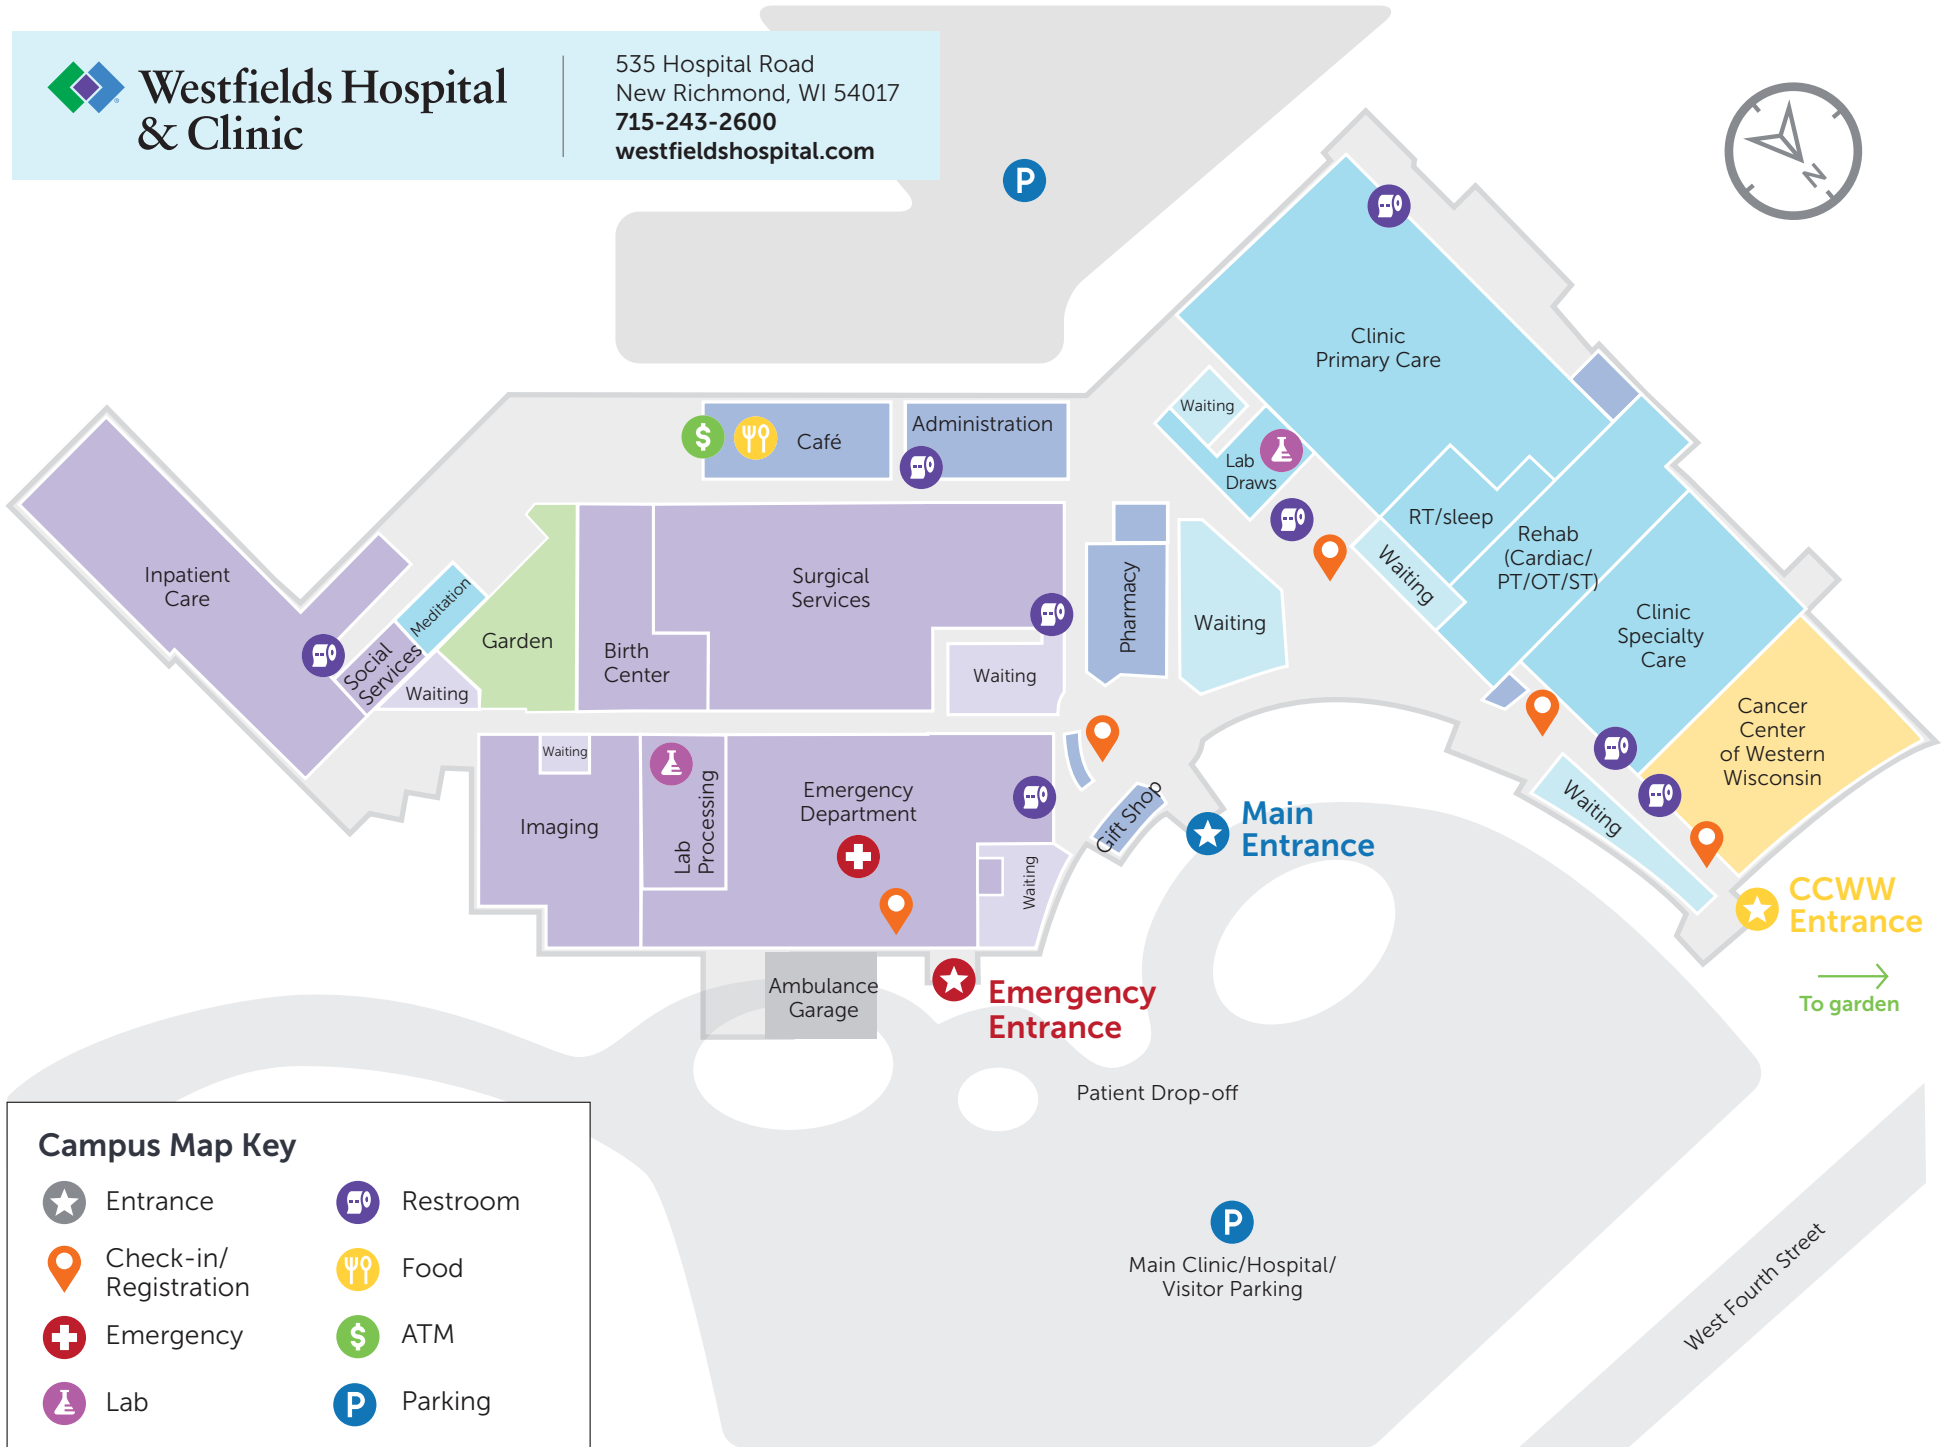 Westfields Hospital
& Clinic
535 Hospital Road
New Richmond, WI 54017
715-243-2600
westfieldshospital.com
P
N
Clinic
Primary Care
Waiting
Lab
Draws
RT/sleep
Waiting
Rehab
(Cardiac/
PT/OT/ST)
Clinic
Specialty
Care
Cancer
Center
of Western
Wisconsin
Waiting
$
Café
Administration
Inpatient
Care
Meditation
Social
Services
Waiting
Garden
Birth
Center
Surgical
Services
Waiting
Pharmacy
Waiting
Waiting
Imaging
Lab
Processing
Emergency
Department
Waiting
Gift Shop
Main
Entrance
CCWW
Entrance
To garden
Ambulance
Garage
Emergency
Entrance
Patient Drop-off
P
Main Clinic/Hospital/
Visitor Parking
West Fourth Street
Campus Map Key
Entrance
Check-in/
Registration
Emergency
Lab
Restroom
Food
$ ATM
P Parking